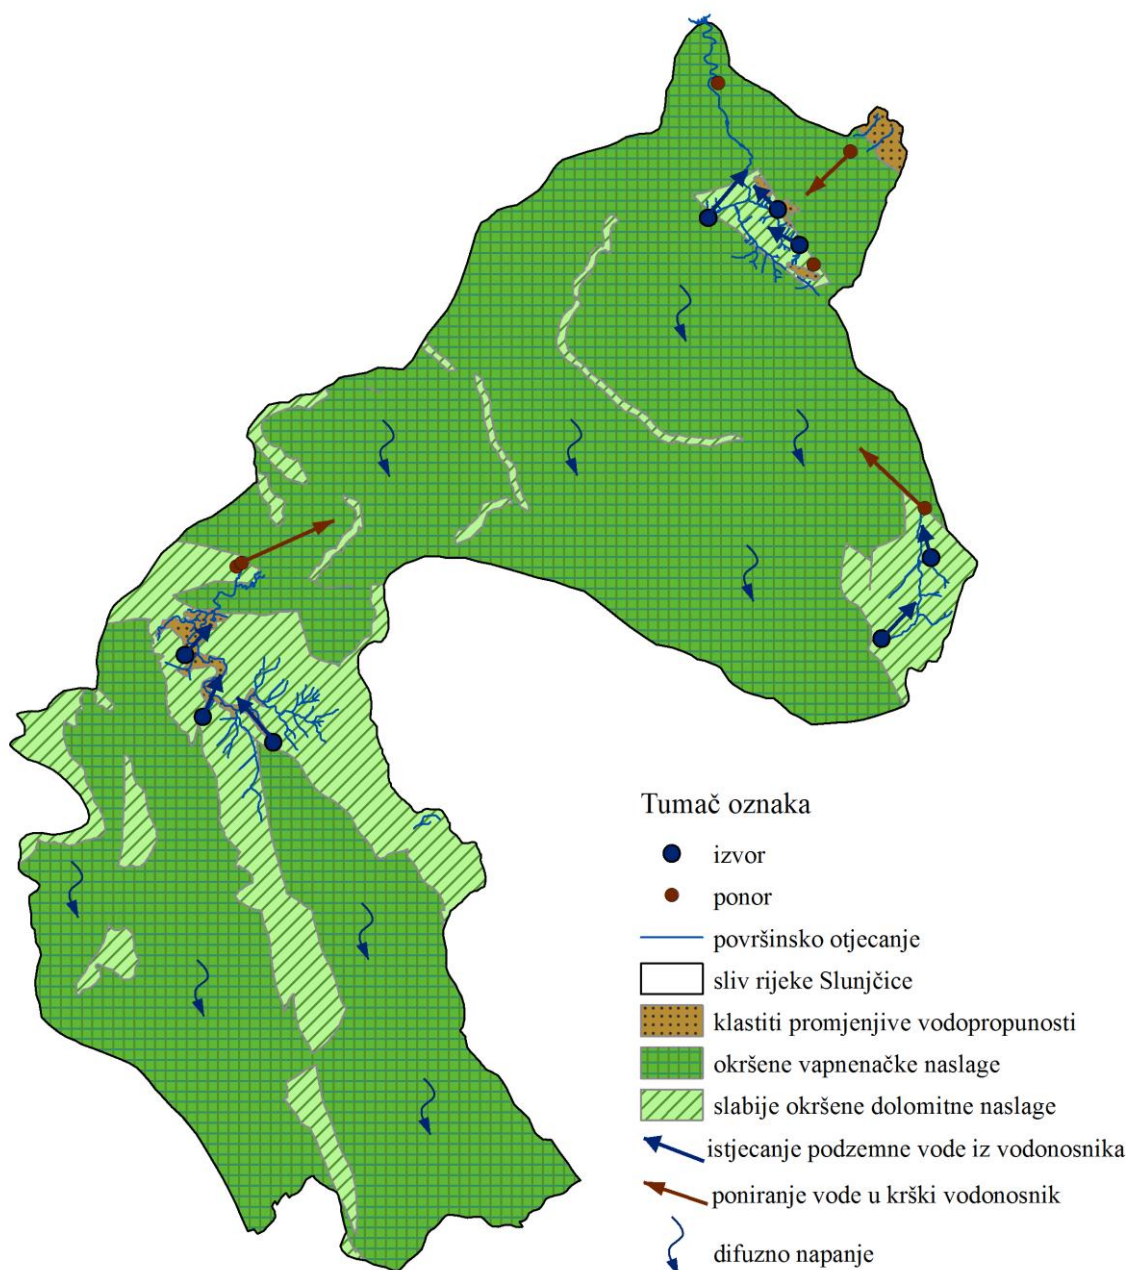 Tumač oznaka
izvor
ponor
površinsko otjecanje
sliv rijeke Slunjčice
klastiti promjenjive vodopropunosti
okršene vapnenačke naslage
slabije okršene dolomitne naslage
istjecanje podzemne vode iz vodonosnika
poniranje vode u krški vodonosnik
difuzno napanje